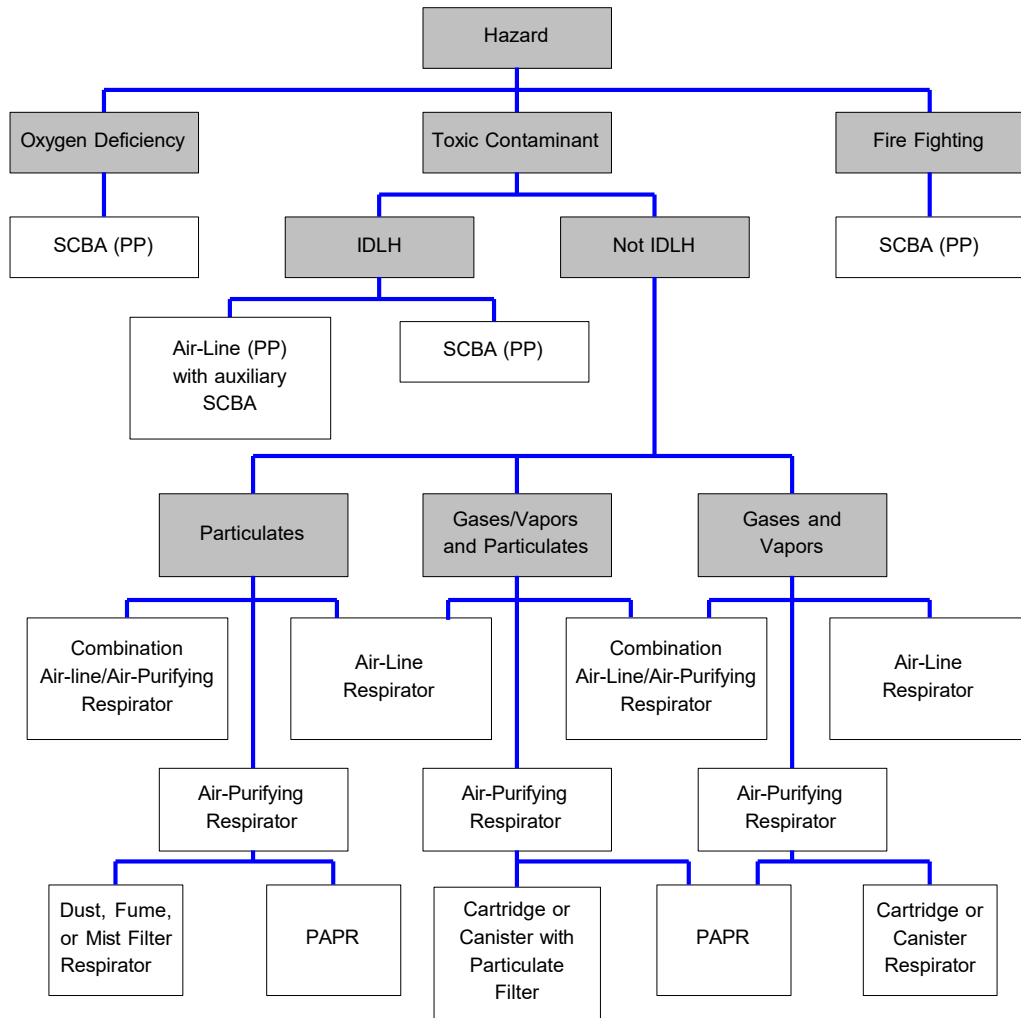 Hazard
Oxygen Deficiency
Toxic Contaminant
Fire Fighting
SCBA (PP)
IDLH
Not IDLH
SCBA (PP)
Air-Line (PP)
with auxiliary
SCBA
SCBA (PP)
Particulates
Gases/Vapors
and Particulates
Gases and
Vapors
Combination
Air-line/Air-Purifying
Respirator
Air-Line
Respirator
Combination
Air-Line/Air-Purifying
Respirator
Air-Line
Respirator
Air-Purifying
Respirator
Air-Purifying
Respirator
Air-Purifying
Respirator
Dust, Fume,
or Mist Filter
Respirator
PAPR
Cartridge or
Canister with
Particulate
Filter
PAPR
Cartridge or
Canister
Respirator